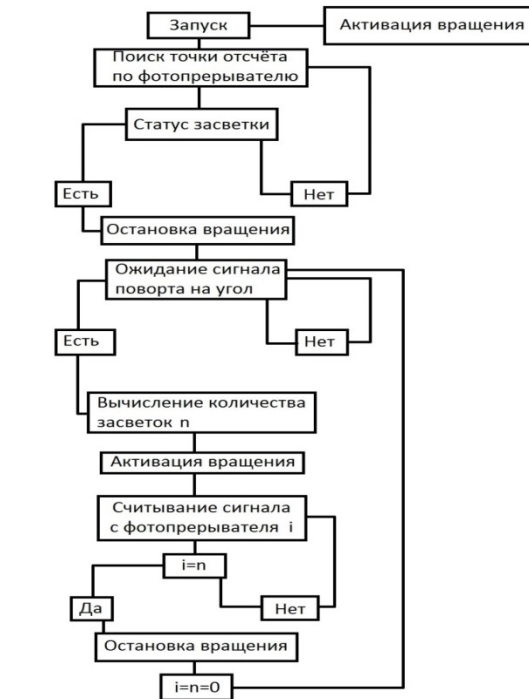 Запуск
Активация вращения
Поиск точки отсчёта
по фотопрерывателю
Статус засветки
Есть
Нет
Остановка вращения
Ожидание сигнала
поворта на угол
Есть
Нет
Вычисление количества
засветок n
Активация вращения
Считывание сигнала
с фотопрерывателя i
i=n
Да
Нет
Остановка вращения
i=n=0